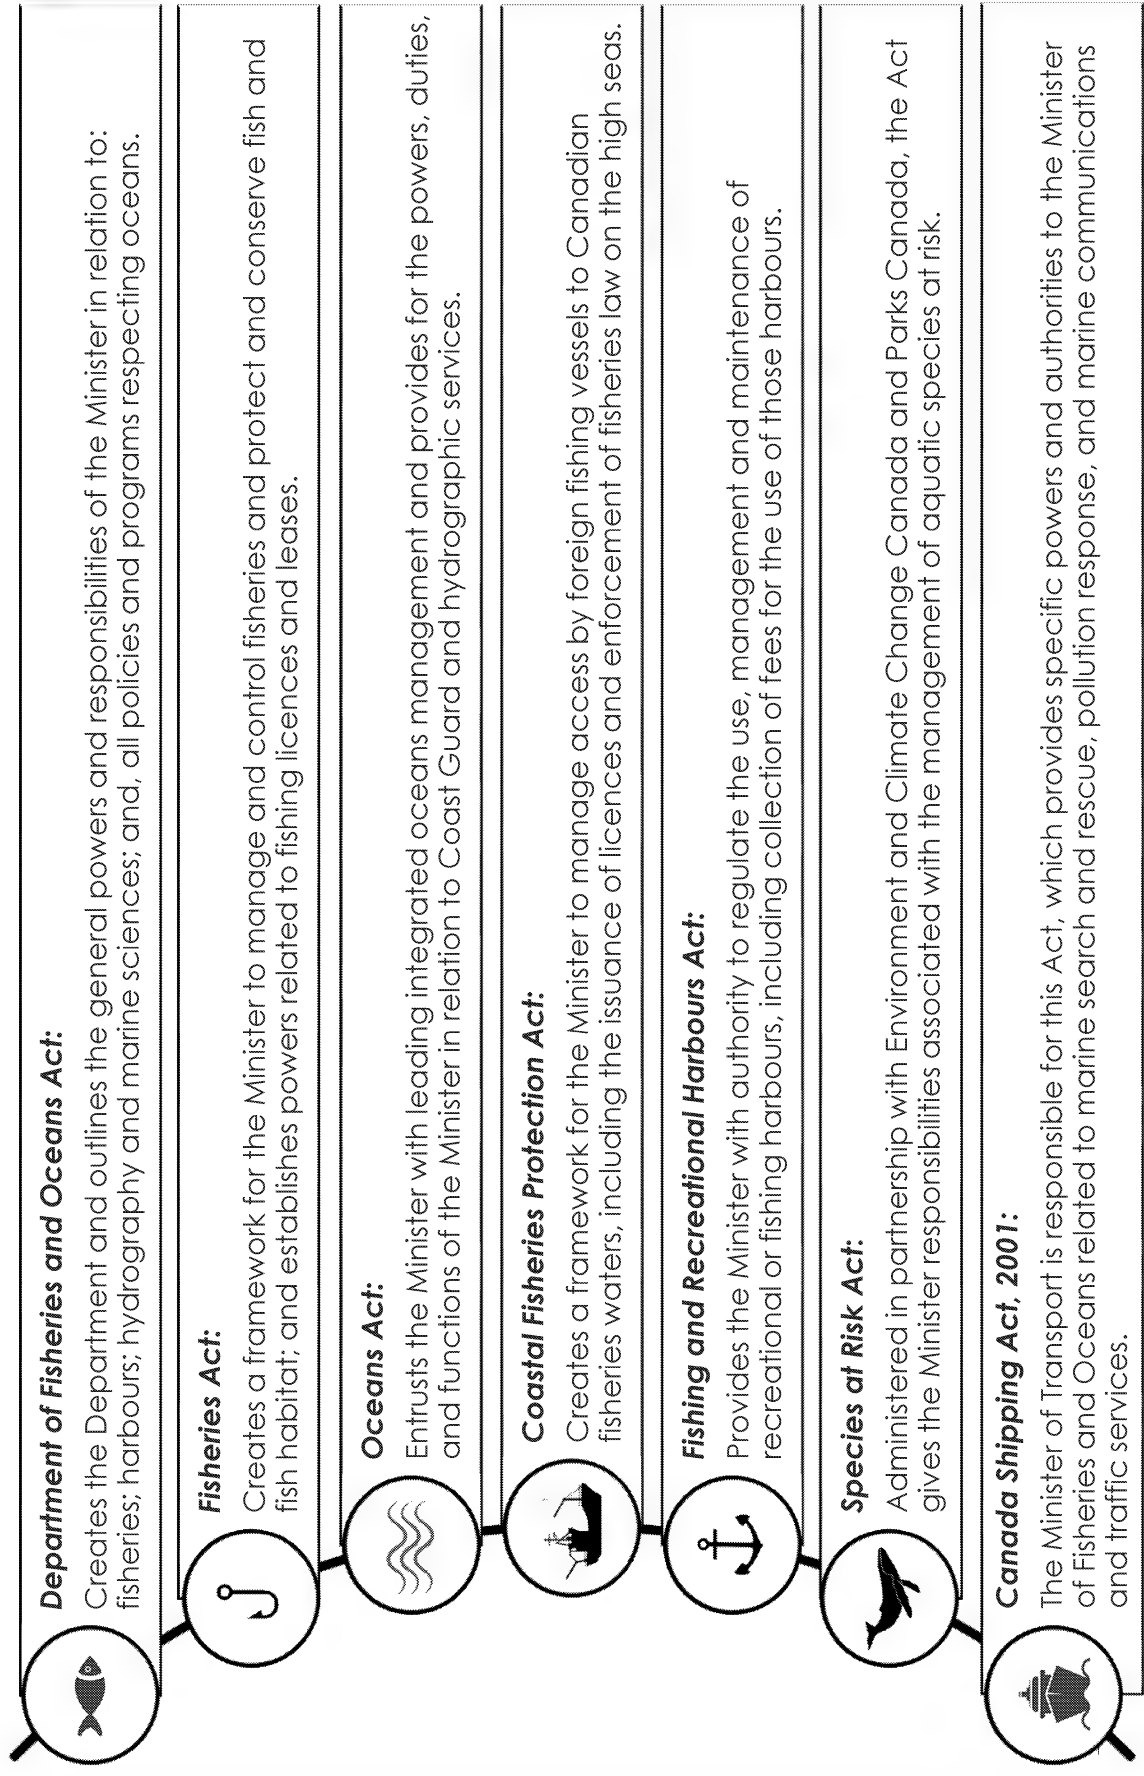 Department of Fisheries and Oceans Act:
Creates the Department and outlines the general powers and responsibilities of the Minister in relation to:
fisheries; harbours; hydrography and marine sciences; and, all policies and programs respecting oceans.
Fisheries Act:
Creates a framework for the Minister to manage and control fisheries and protect and conserve fish and
fish habitat; and establishes powers related to fishing licences and leases.
Oceans Act:
Entrusts the Minister with leading integrated oceans management and provides for the powers, duties,
and functions of the Minister in relation to Coast Guard and hydrographic services.
Coastal Fisheries Protection Act:
Creates a framework for the Minister to manage access by foreign fishing vessels to Canadian
fisheries waters, including the issuance of licences and enforcement of fisheries law on the high seas.
Fishing and Recreational Harbours Act:
Provides the Minister with authority to regulate the use, management and maintenance of
recreational or fishing harbours, including collection of fees for the use of those harbours.
Species at Risk Act:
Administered in partnership with Environment and Climate Change Canada and Parks Canada, the Act
gives the Minister responsibilities associated with the management of aquatic species at risk.
Canada Shipping Act, 2001:
The Minister of Transport is responsible for this Act, which provides specific powers and authorities to the Minister
of Fisheries and Oceans related to marine search and rescue, pollution response, and marine communications
and traffic services.